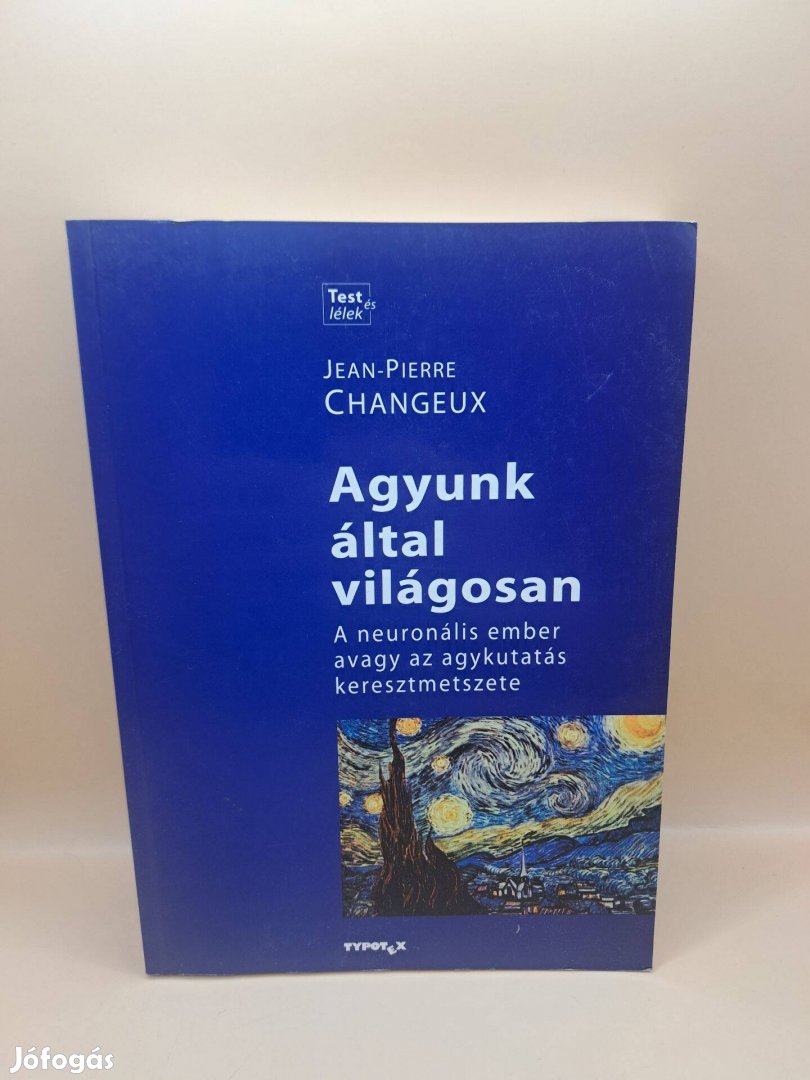 Test és
lélek
JEAN-PIERRE
CHANGEUX
Agyunk
által
világosan
A neuronális ember
avagy az agykutatás
keresztmetszete
TYPOTEX
Jófogás